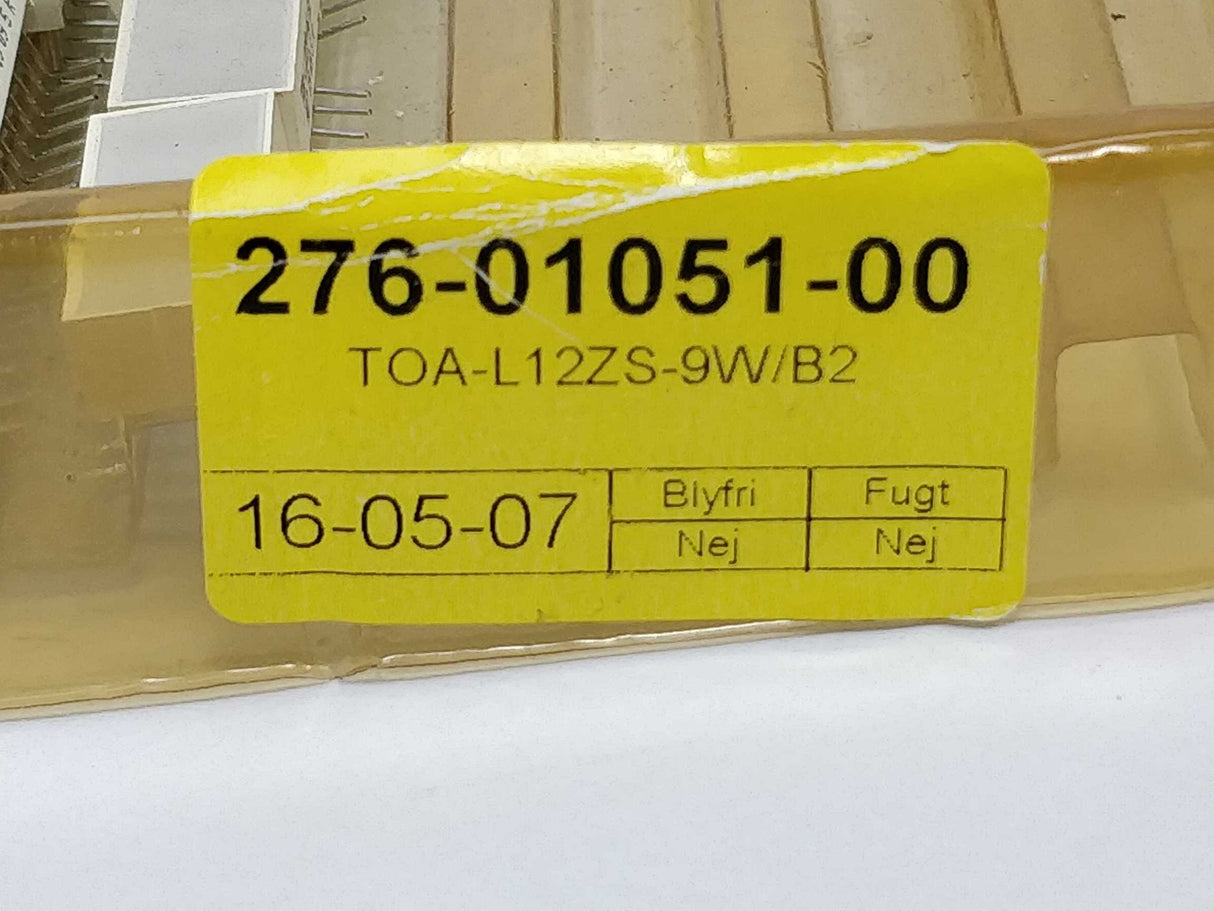 276-01051-00
TOA-L12ZS-9W/B2
16-05-07
Blyfri Fugt
Nej Nej